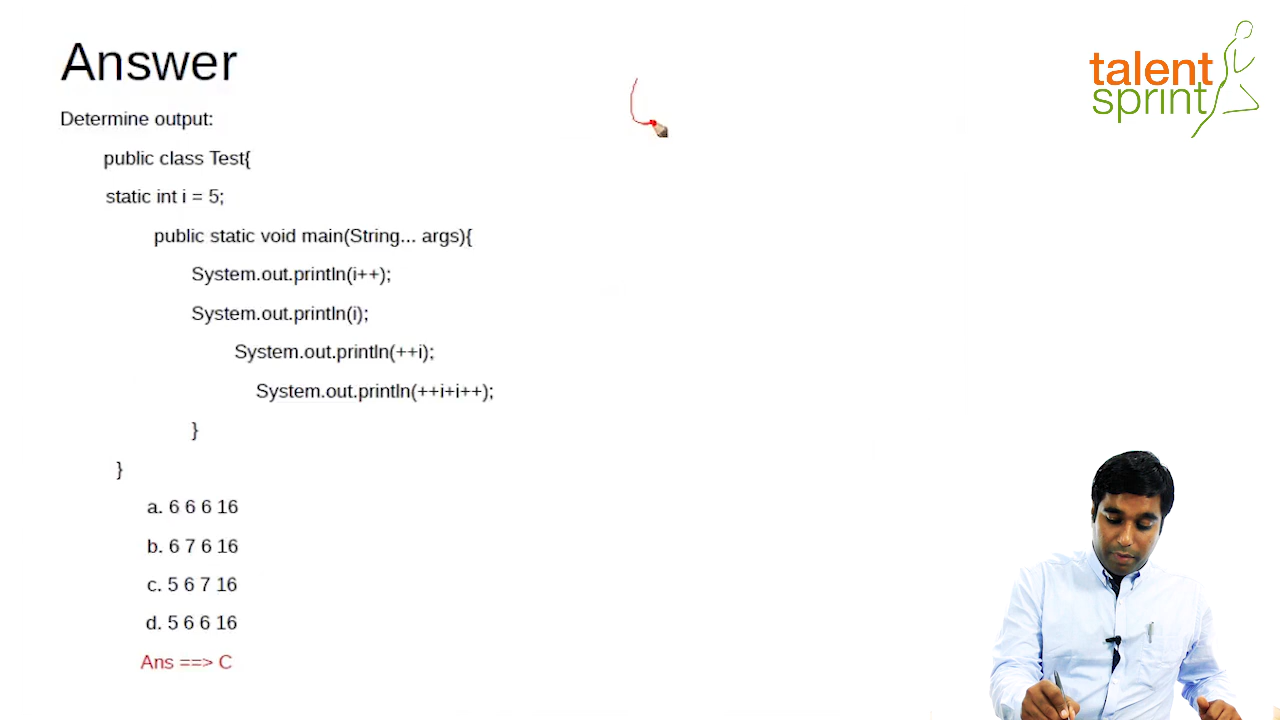 Answer
talent
sprint
Determine output:
public class Test{
static int i = 5;
public static void main(String... args){
System.out.println(i++);
System.out.println(i);
System.out.println(++i);
System.out.println(++i+i++);
}
}
a. 6 6 6 16
b. 6 7 6 16
c. 5 6 7 16
d. 5 6 6 16
Ans ==> C